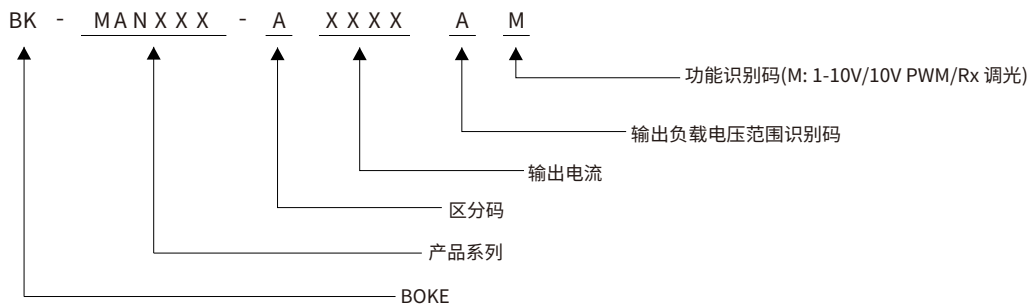 BK - MANXXX - A XXXX A M
功能识别码(M: 1-10V/10V PWM/Rx 调光)
输出负载电压范围识别码
输出电流
区分码
产品系列
BOKE